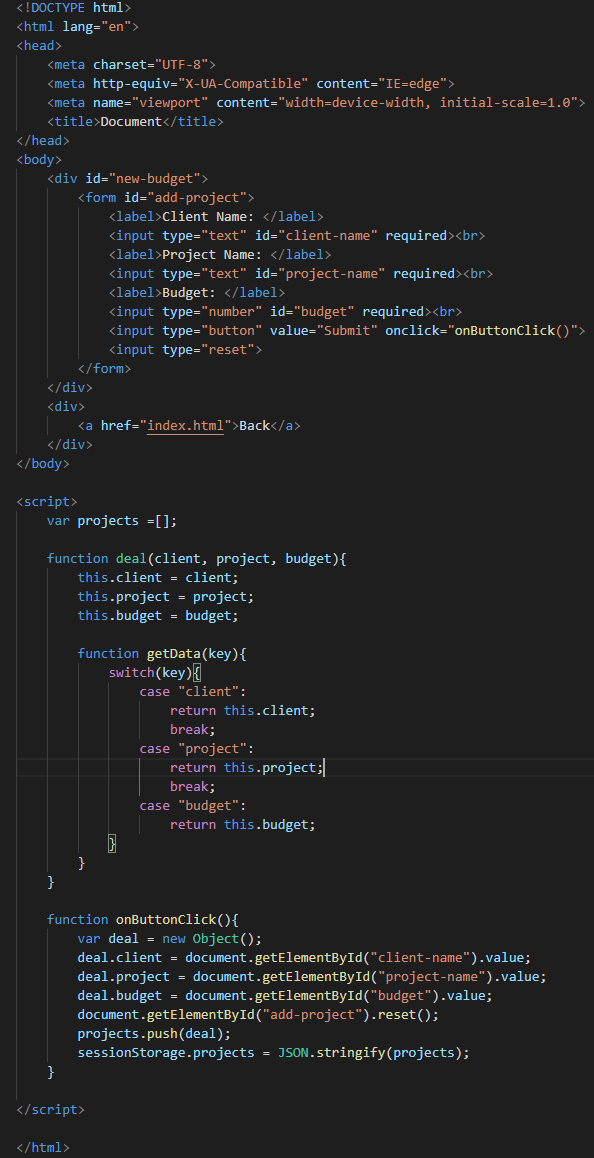 <!DOCTYPE html>
<html lang="en">
<head>
    <meta charset="UTF-8">
    <meta http-equiv="X-UA-Compatible" content="IE=edge">
    <meta name="viewport" content="width=device-width, initial-scale=1.0">
    <title>Document</title>
</head>
<body>
    <div id="new-budget">
        <form id="add-project">
            <label>Client Name: </label>
            <input type="text" id="client-name" required><br>
            <label>Project Name: </label>
            <input type="text" id="project-name" required><br>
            <label>Budget: </label>
            <input type="number" id="budget" required><br>
            <input type="button" value="Submit" onclick="onButtonClick()">
            <input type="reset">
        </form>
    </div>
    <div>
        <a href="index.html">Back</a>
    </div>
</body>

<script>
    var projects =[];

    function deal(client, project, budget){
        this.client = client;
        this.project = project;
        this.budget = budget;

        function getData(key){
            switch(key){
                case "client":
                    return this.client;
                    break;
                case "project":
                    return this.project;
                    break;
                case "budget":
                    return this.budget;
            }
        }
    }

    function onButtonClick(){
        var deal = new Object();
        deal.client = document.getElementById("client-name").value;
        deal.project = document.getElementById("project-name").value;
        deal.budget = document.getElementById("budget").value;
        document.getElementById("add-project").reset();
        projects.push(deal);
        sessionStorage.projects = JSON.stringify(projects);
    }

</script>

</html>